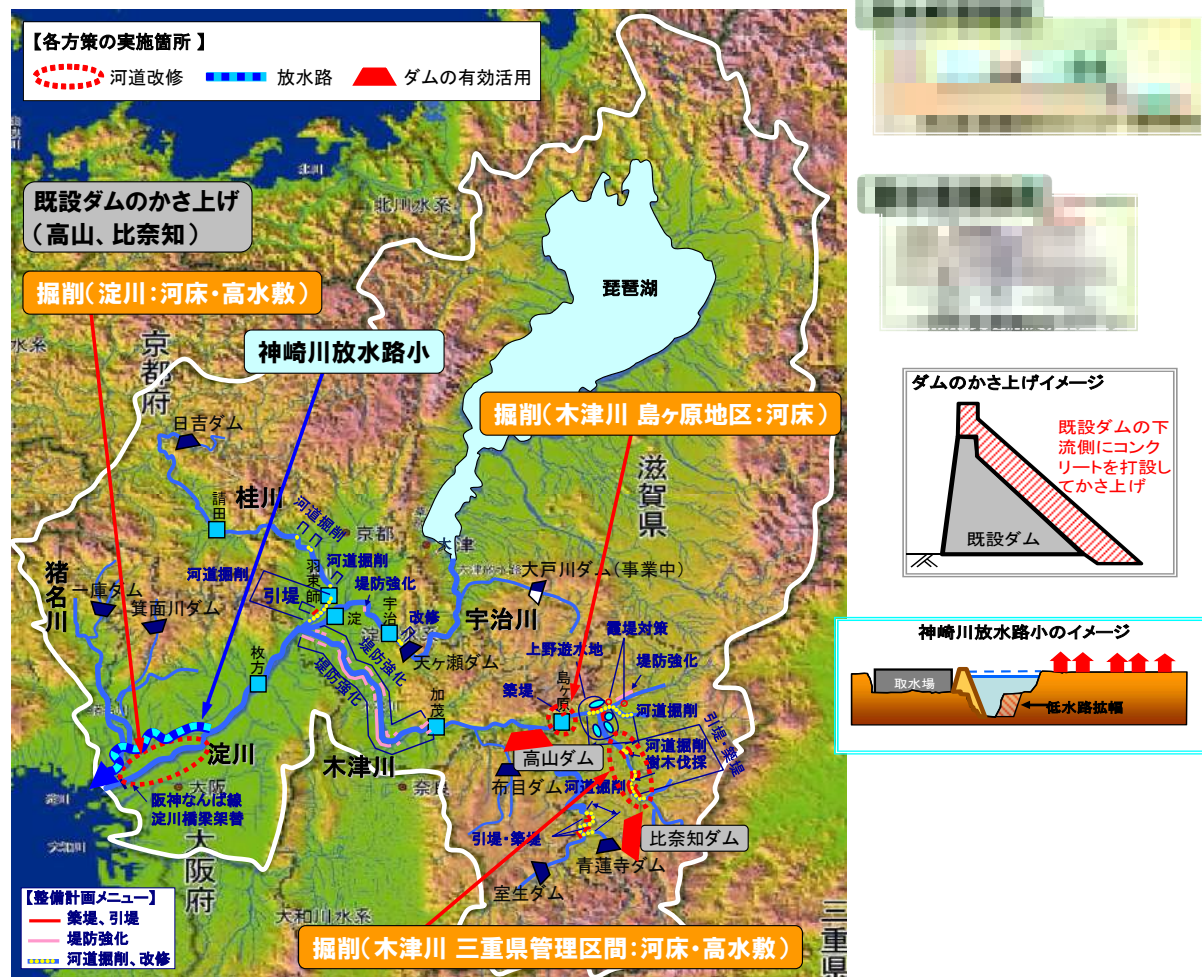 【各方策の実施箇所 】
河道改修
放水路
ダムの有効活用
既設ダムのかさ上げ
（高山、比奈知）
北川水系
掘削(淀川：河床・高水敷)
琵琶湖
水系
京都府
神崎川放水路小
掘削(木津川 島ヶ原地区：河床)
日吉ダム
滋賀県
桂川
請田
河道掘削
京都
大津
河道掘削
羽束師
河道掘削
堤防強化
大戸川ダム(事業中)
猪名川
一庫ダム
箕面川ダム
引堤
淀
宇治
改修
宇治川
天ヶ瀬ダム
霞堤対策
上野遊水地
堤防強化
堤防強化
堤防強化
枚方
加茂
築堤
島ヶ原
河道掘削
引堤・築堤
淀川
木津川
高山ダム
河道掘削
樹木伐採
布目ダム
河道掘削
奈良
大阪
阪神なんば線
淀川橋梁架替
引堤・築堤
比奈知ダム
青蓮寺ダム
室生ダム
大阪府
大和川水系
三重県
【整備計画メニュー】
築堤、引堤
堤防強化
河道掘削、改修
掘削(木津川 三重県管理区間：河床・高水敷)
ダムのかさ上げイメージ
既設ダムの下
流側にコンク
リートを打設し
てかさ上げ
既設ダム
神崎川放水路小のイメージ
取水場
低水路拡幅